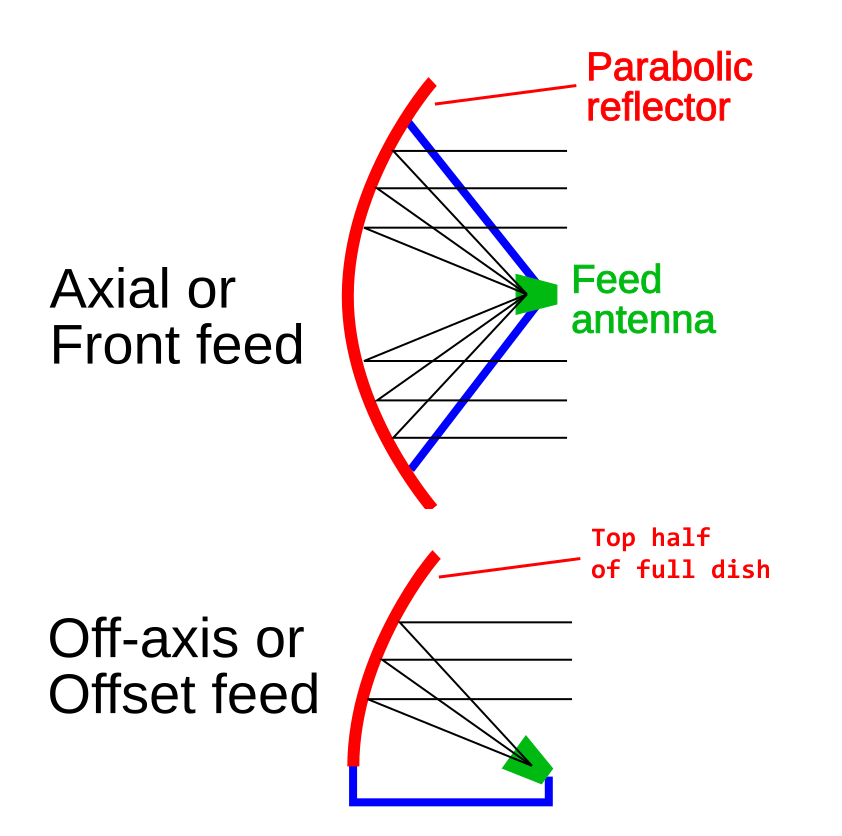 Parabolic
reflector
Axial or
Front feed
Feed
antenna
Top half
of full dish
Off-axis or
Offset feed